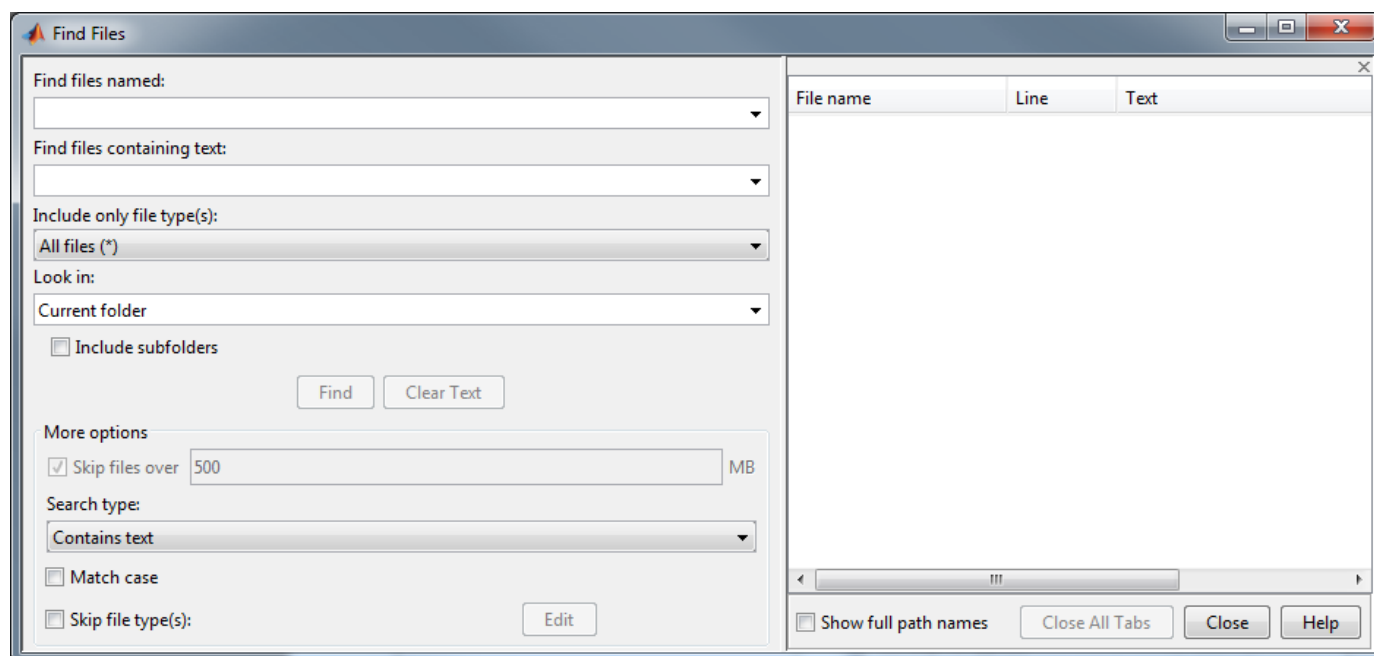 Find Files
Find files named:
Find files containing text:
Include only file type(s):
All files (*)
Look in:
Current folder
Include subfolders
Find Clear Text
More options
Skip files over 500 MB
Search type:
Contains text
Match case
Skip file type(s): Edit
File name Line Text
Show full path names Close All Tabs Close Help